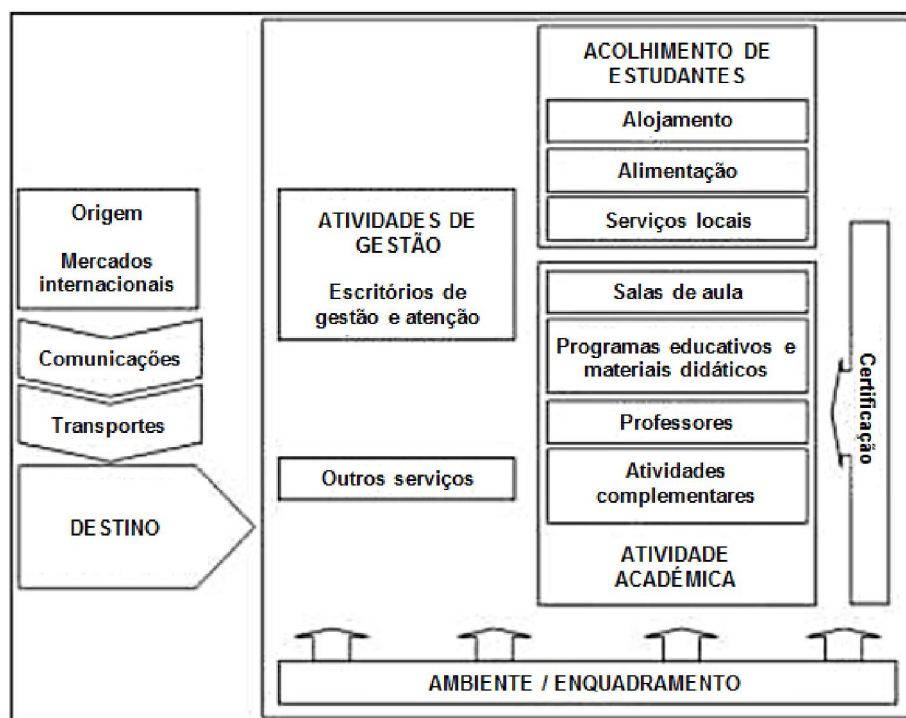 Origem
Mercados
internacionais
Comunicações
Transportes
DESTINO
ATIVIDADES DE
GESTÃO
Escritórios de
gestão e atenção
Outros serviços
ACOLHIMENTO DE
ESTUDANTES
Alojamento
Alimentação
Serviços locais
Salas de aula
Programas educativos e
materiais didáticos
Professores
Atividades
complementares
ATIVIDADE
ACADÉMICA
Certificação
AMBIENTE / ENQUADRAMENTO